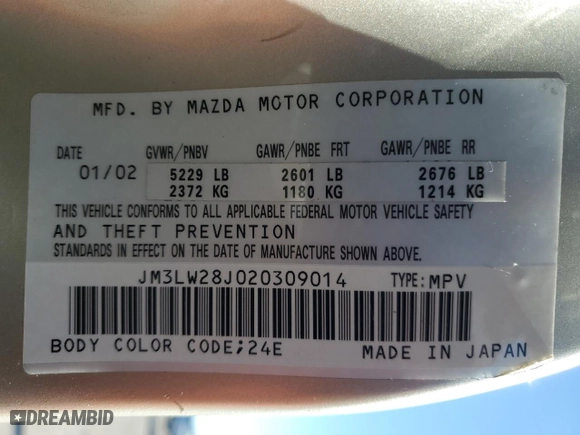 MFD. BY MAZDA MOTOR CORPORATION
DATE GVWR/PNBV GAWR/PNBE FRT GAWR/PNBE RR
01/02 5229 LB 2601 LB 2676 LB
2372 KG 1180 KG 1214 KG
THIS VEHICLE CONFORMS TO ALL APPLICABLE FEDERAL MOTOR VEHICLE SAFETY
AND THEFT PREVENTION
STANDARDS IN EFFECT ON THE DATE OF MANUFACTURE SHOWN ABOVE.
JM3LW28J020309014 TYPE:MPV
BODY COLOR CODE;24E MADE IN JAPAN
DREAMBID